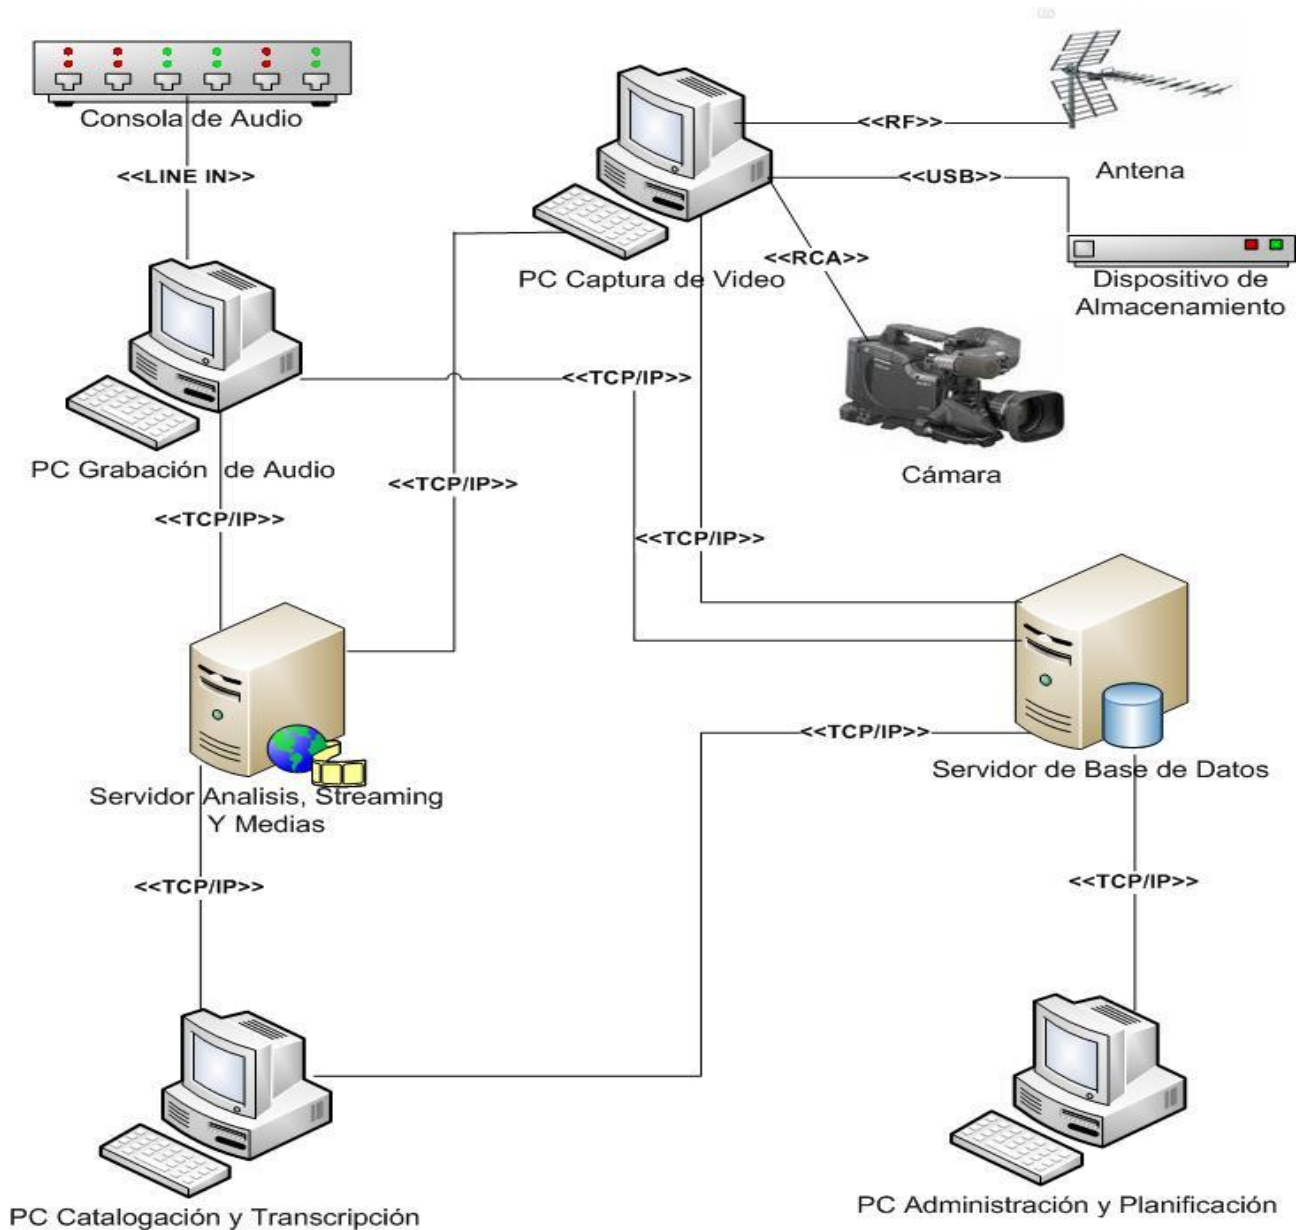 Consola de Audio
<<LINE IN>>
<<RF>>
Antena
<<USB>>
PC Captura de Video
<<RCA>>
Dispositivo de
Almacenamiento
<<TCP/IP>>
PC Grabación de Audio
Cámara
<<TCP/IP>>
<<TCP/IP>>
<<TCP/IP>>
Servidor Analisis, Streaming
Y Medias
<<TCP/IP>>
Servidor de Base de Datos
<<TCP/IP>>
<<TCP/IP>>
PC Catalogación y Transcripción
PC Administración y Planificación